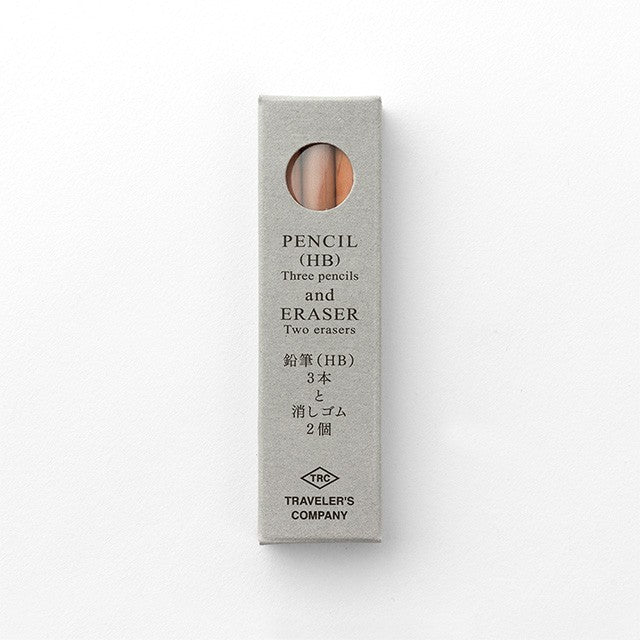 PENCIL
(HB)
Three pencils
and
ERASER
Two erasers
鉛筆(HB)
3本
と
消しゴム
2個
TRC
TRAVELER'S
COMPANY